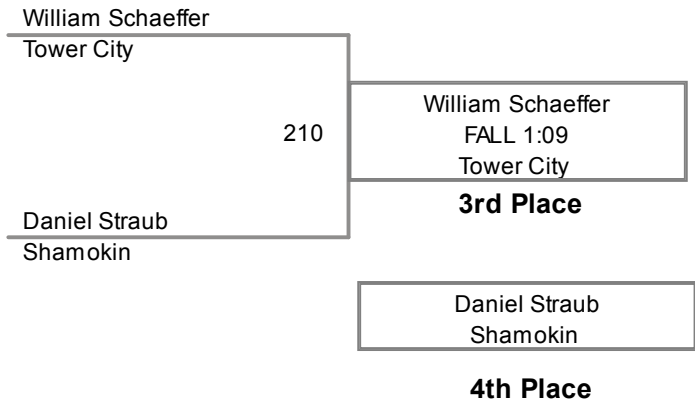 William Schaeffer
Tower City
210
William Schaeffer
FALL 1:09
Tower City
3rd Place
Daniel Straub
Shamokin
Daniel Straub
Shamokin
4th Place